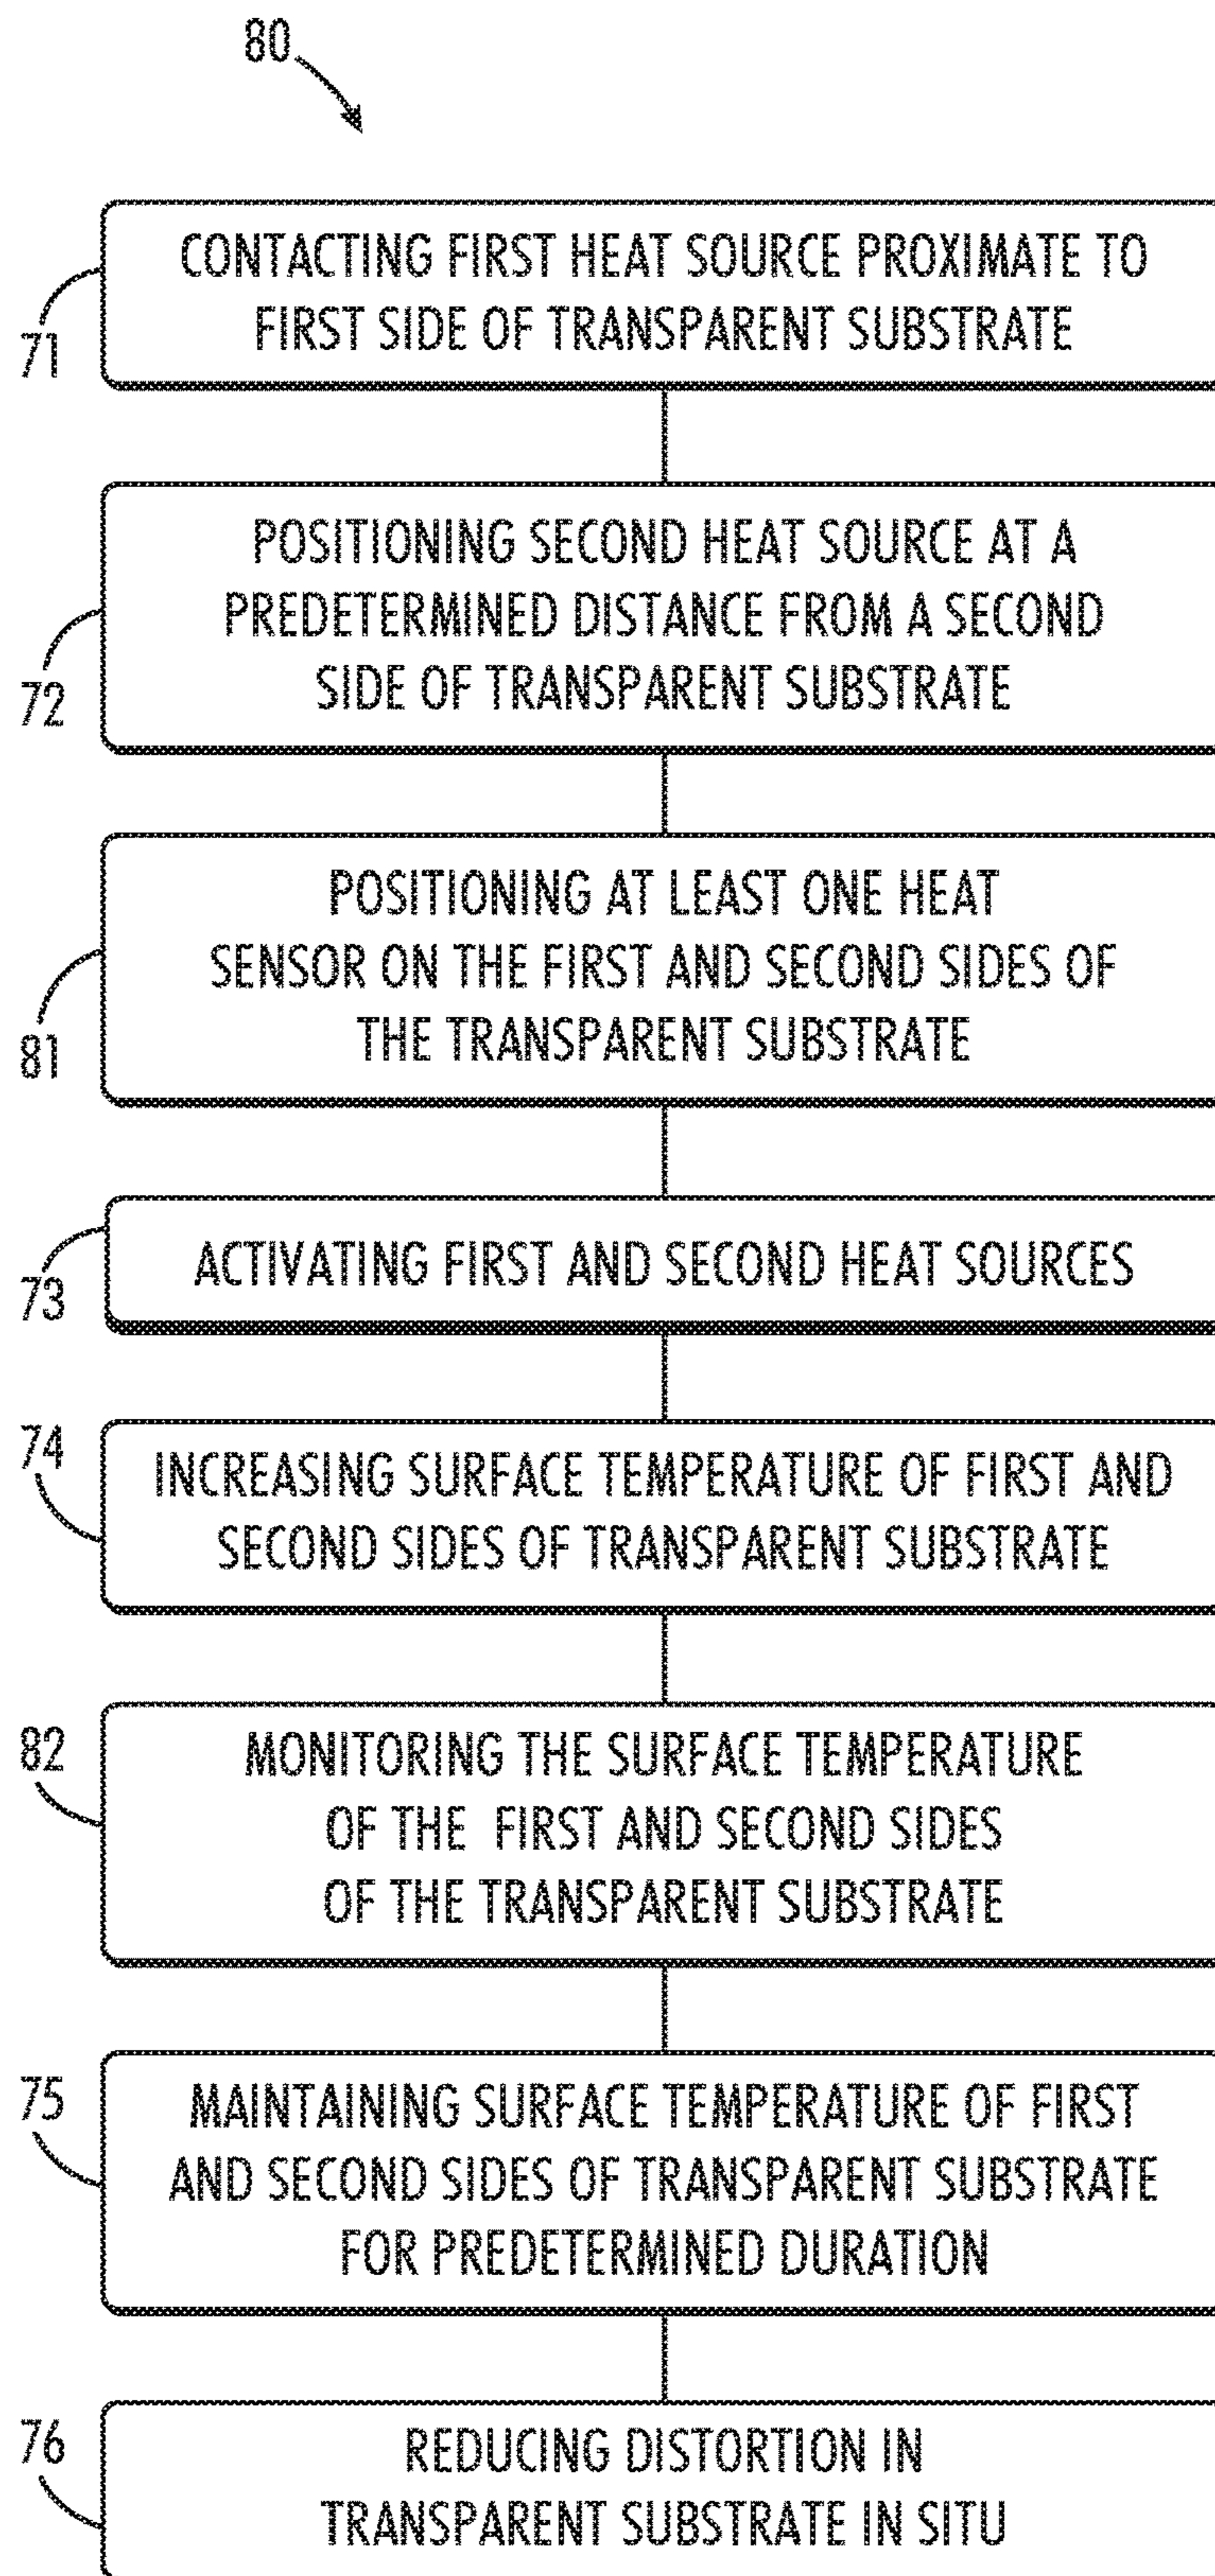 80
CONTACTING FIRST HEAT SOURCE PROXIMATE TO
FIRST SIDE OF TRANSPARENT SUBSTRATE
71
POSITIONING SECOND HEAT SOURCE AT A
PREDETERMINED DISTANCE FROM A SECOND
SIDE OF TRANSPARENT SUBSTRATE
72
POSITIONING AT LEAST ONE HEAT
SENSOR ON THE FIRST AND SECOND SIDES OF
THE TRANSPARENT SUBSTRATE
81
ACTIVATING FIRST AND SECOND HEAT SOURCES
73
74
INCREASING SURFACE TEMPERATURE OF FIRST AND
SECOND SIDES OF TRANSPARENT SUBSTRATE
82
MONITORING THE SURFACE TEMPERATURE
OF THE FIRST AND SECOND SIDES
OF THE TRANSPARENT SUBSTRATE
75
MAINTAINING SURFACE TEMPERATURE OF FIRST
AND SECOND SIDES OF TRANSPARENT SUBSTRATE
FOR PREDETERMINED DURATION
76
REDUCING DISTORTION IN
TRANSPARENT SUBSTRATE IN SITU